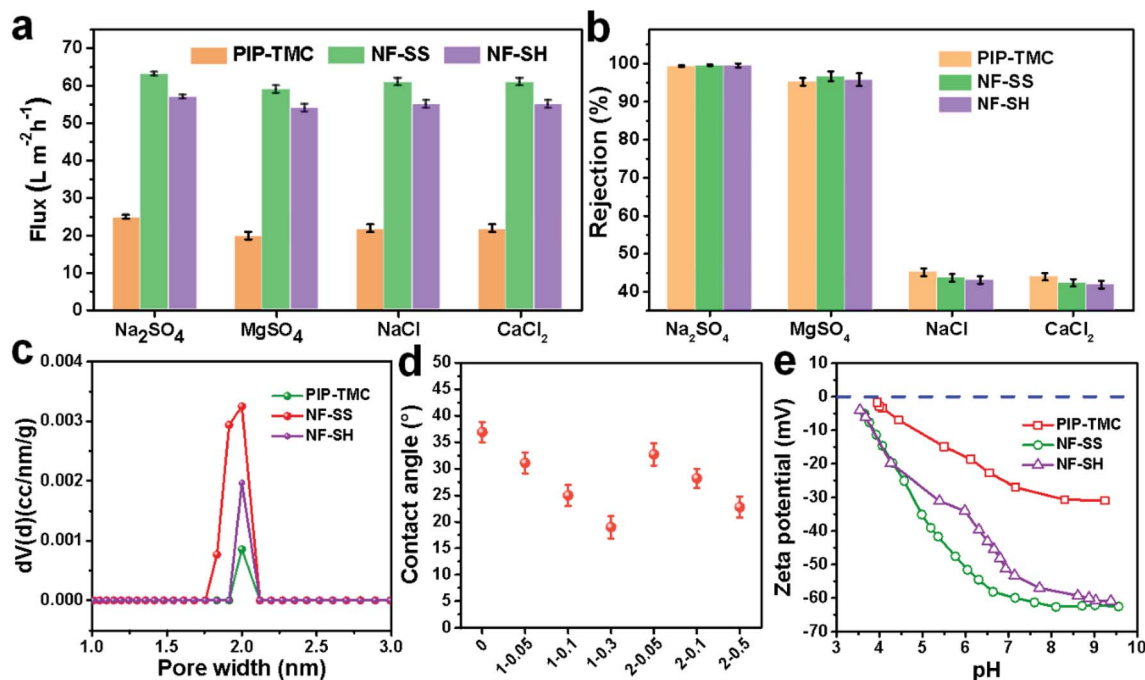 a
PIP-TMC NF-SS NF-SH
Flux (L m⁻²h⁻¹)
75
70
60
50
40
30
20
10
0
Na₂SO₄ MgSO₄ NaCl CaCl₂
b
PIP-TMC
NF-SS
NF-SH
Rejection (%)
100
90
80
50
40
Na₂SO₄ MgSO₄ NaCl CaCl₂
c
PIP-TMC
NF-SS
NF-SH
dV(d)(cc/nm/g)
0.004
0.003
0.002
0.001
0.000
1.0 1.5 2.0 2.5 3.0
Pore width (nm)
d
Contact angle (°)
50
45
40
35
30
25
20
15
10
5
0
0 1-0.05 1-0.1 1-0.3 2-0.05 2-0.1 2-0.5
e
PIP-TMC
NF-SS
NF-SH
Zeta potential (mV)
10
0
-10
-20
-30
-40
-50
-60
-70
3 4 5 6 7 8 9 10
pH